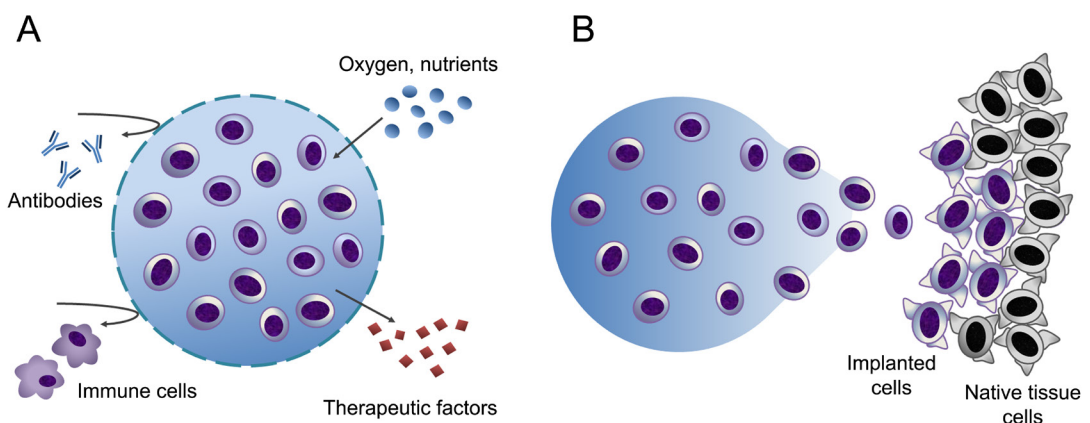 A
B
Oxygen, nutrients
Antibodies
Immune cells
Therapeutic factors
Implanted
cells
Native tissue
cells